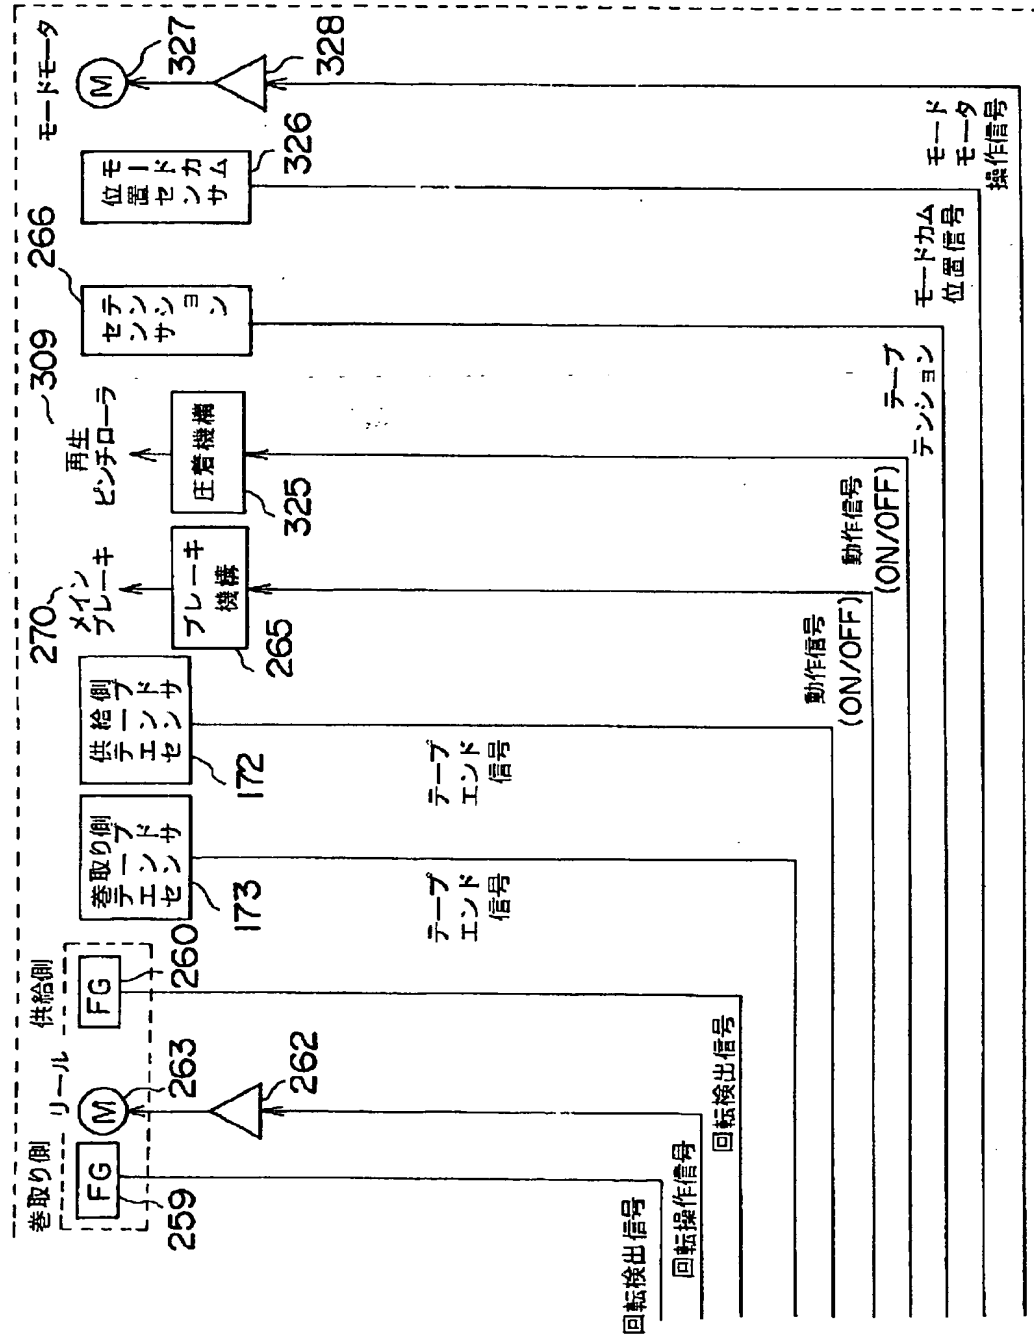 モードモータ
M
327
328
モードカム
位置センサ
326
266
テンション
センサ
309
再生
ピンチローラ
圧着機構
325
270
メイン
ブレーキ
ブレーキ
機構
265
供給側
テープ
エンド
センサ
172
巻取り側
テープ
エンド
センサ
173
供給側
FG
260
リール
M
263
262
巻取り側
FG
259
モード
モータ
操作信号
モードカム
位置信号
テープ
テンション
動作信号
(ON/OFF)
動作信号
(ON/OFF)
テープ
エンド
信号
テープ
エンド
信号
回転検出信号
回転操作信号
回転検出信号